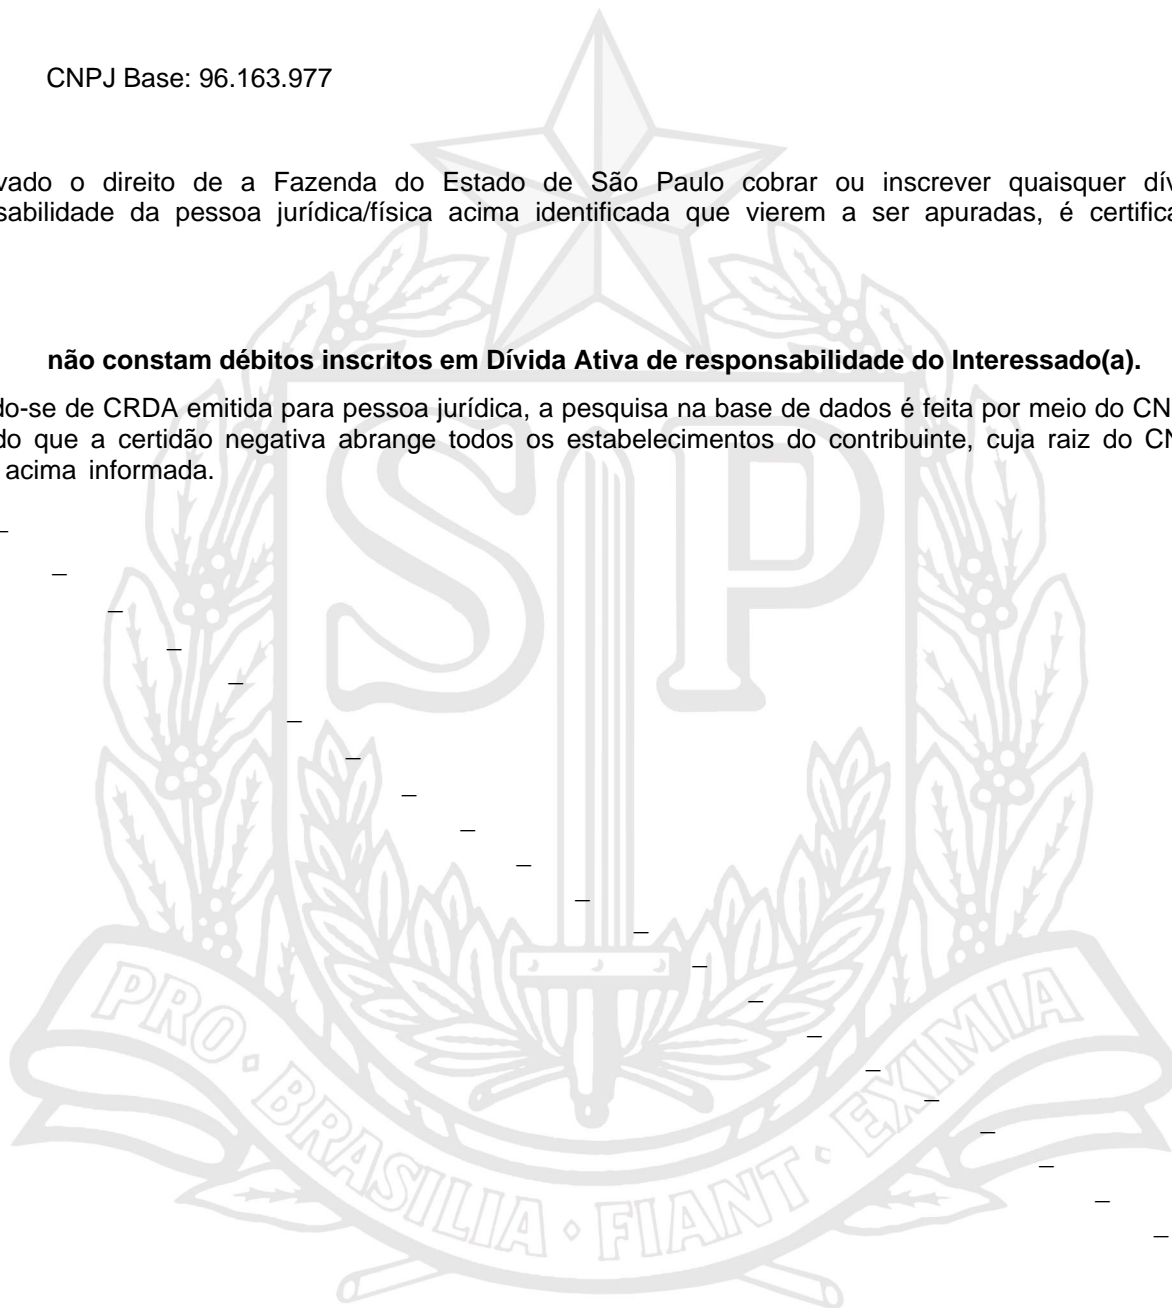 CNPJ Base: 96.163.977
vado o direito de a Fazenda do Estado de São Paulo cobrar ou inscrever quaisquer dív
sabilidade da pessoa jurídica/física acima identificada que vierem a ser apuradas, é certifica
não constam débitos inscritos em Dívida Ativa de responsabilidade do Interessado(a).
do-se de CRDA emitida para pessoa jurídica, a pesquisa na base de dados é feita por meio do CN
do que a certidão negativa abrange todos os estabelecimentos do contribuinte, cuja raiz do CN
acima informada.
SP
PRO • BRASILIA • FIANT • EXIMIA